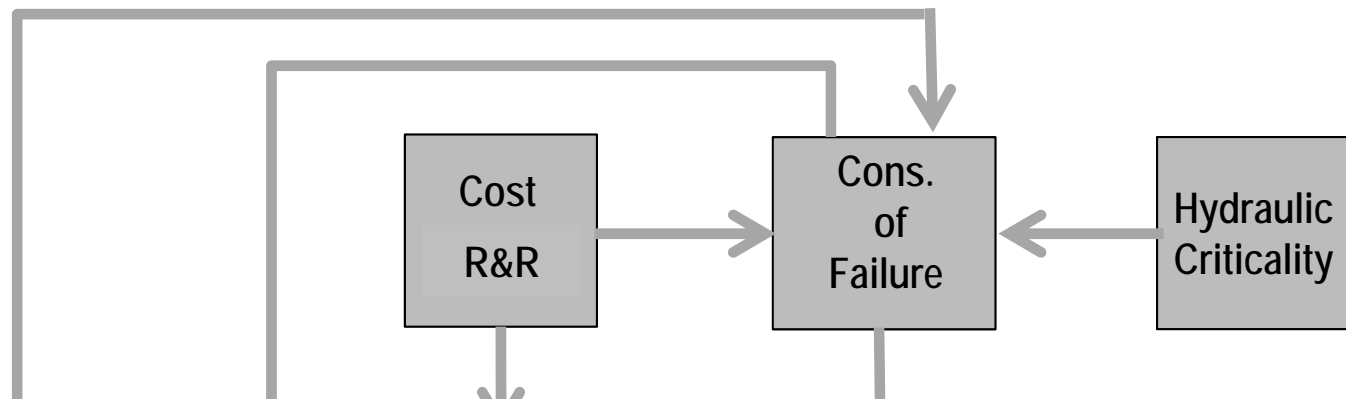 Cost
R&R
Cons.
of
Failure
Hydraulic
Criticality